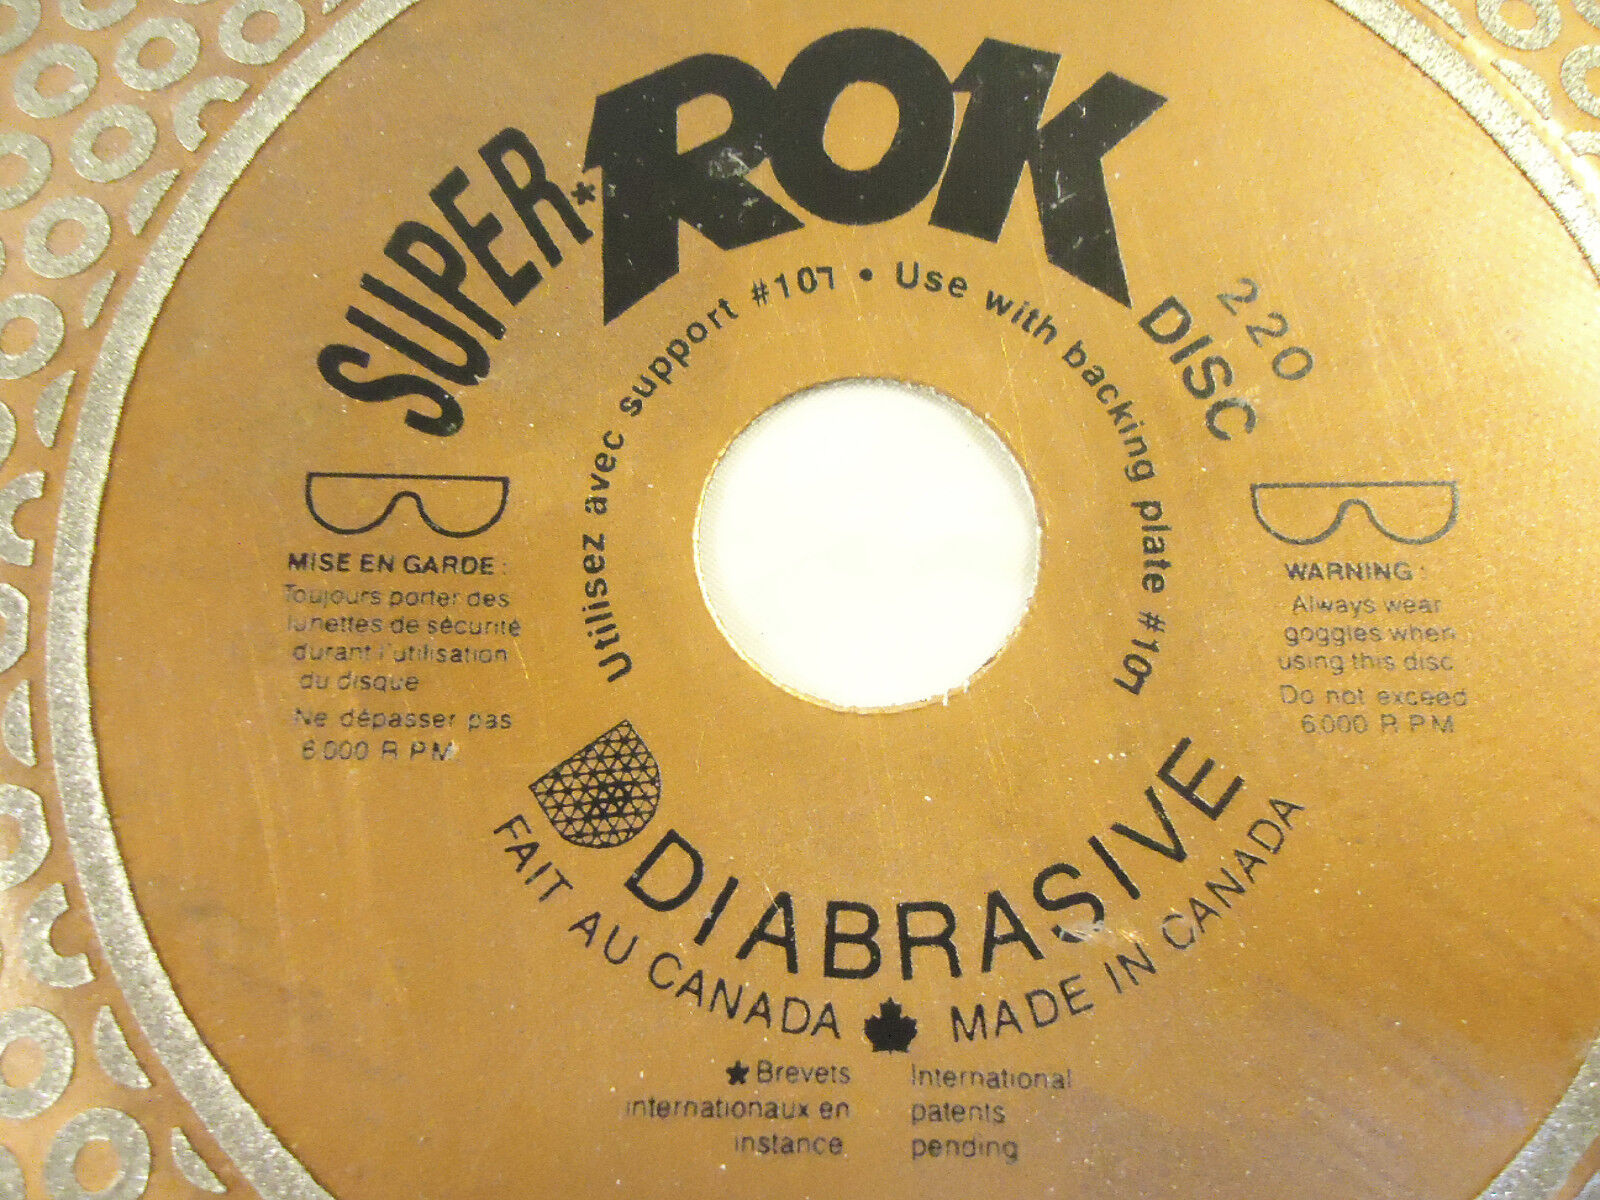 SUPER★ROK DISC
220
Utilisez avec support #107 • Use with backing plate #107
MISE EN GARDE :
Toujours porter des
lunettes de sécurité
durant l'utilisation
du disque
Ne dépasser pas
6,000 R.P.M.
WARNING :
Always wear
goggles when
using this disc
Do not exceed
6,000 R.P.M.
DIABRASIVE
FAIT AU CANADA MADE IN CANADA
★ Brevets
internationaux en
instance
International
patents
pending